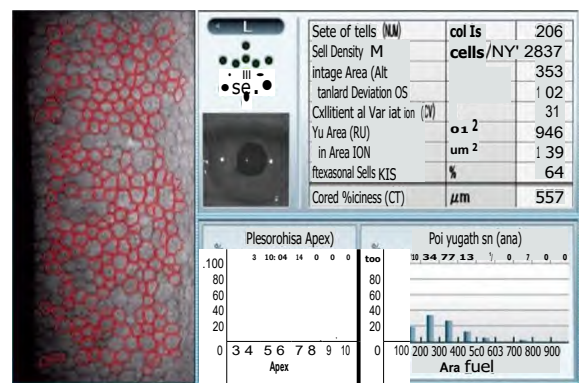 L
III
se.
Sete of tells (NUM) col Is 206
Sell Density M cells/NY' 2837
intage Area (Alt 353
tanlard Deviation OS 1 02
Cxllitient al Var iat ion (CV) 31
Yu Area (RU) o1 2 946
in Area ION um 2 1 39
ftexasonal Sells KIS % 64
Cored %iciness (CT) μm 557
Plesorohisa Apex)
%
.100 3 10: 04 14 0 0 0
80
60
40
20
0 3 4 5 6 7 8 9 10
Apex
Poi yugath sn (ana)
%
too 10 34 77 13 0 7 0 0
80
60
40
20
0 100 200 300 400 500 603 700 800 900
Ara fuel